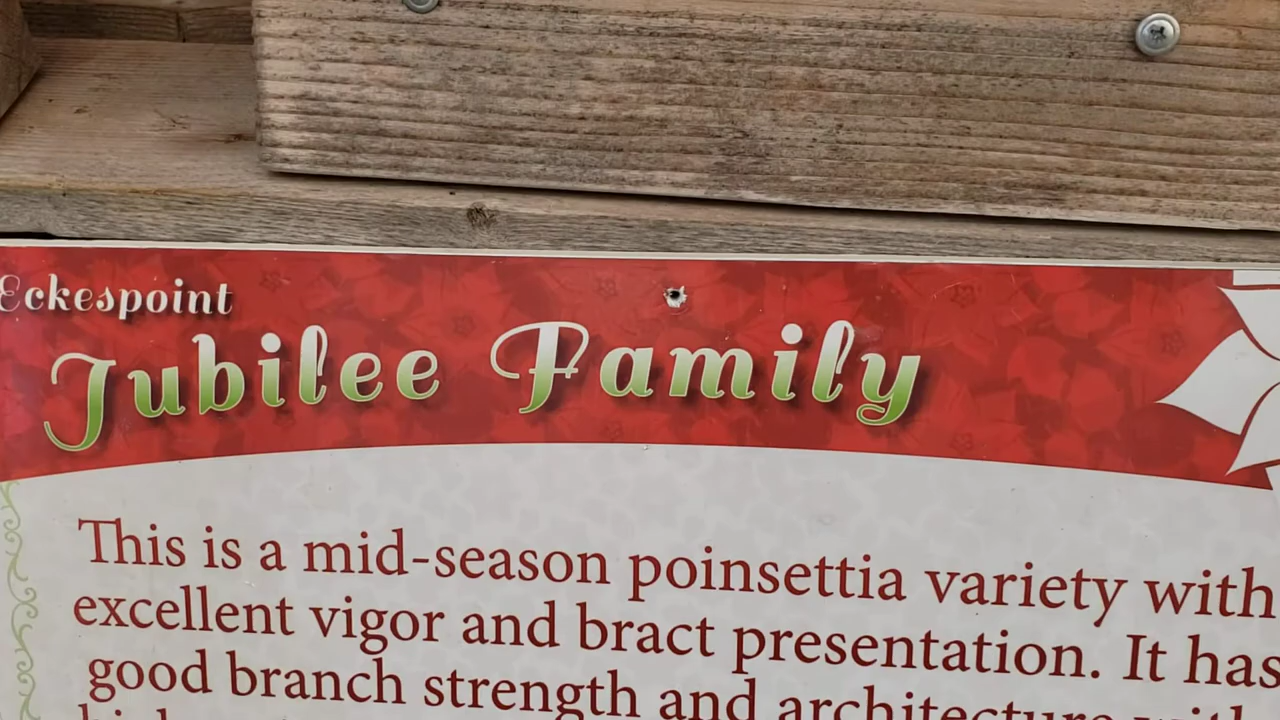 Eckespoint
Jubilee Family
This is a mid-season poinsettia variety with
excellent vigor and bract presentation. It has
good branch strength and architecture with